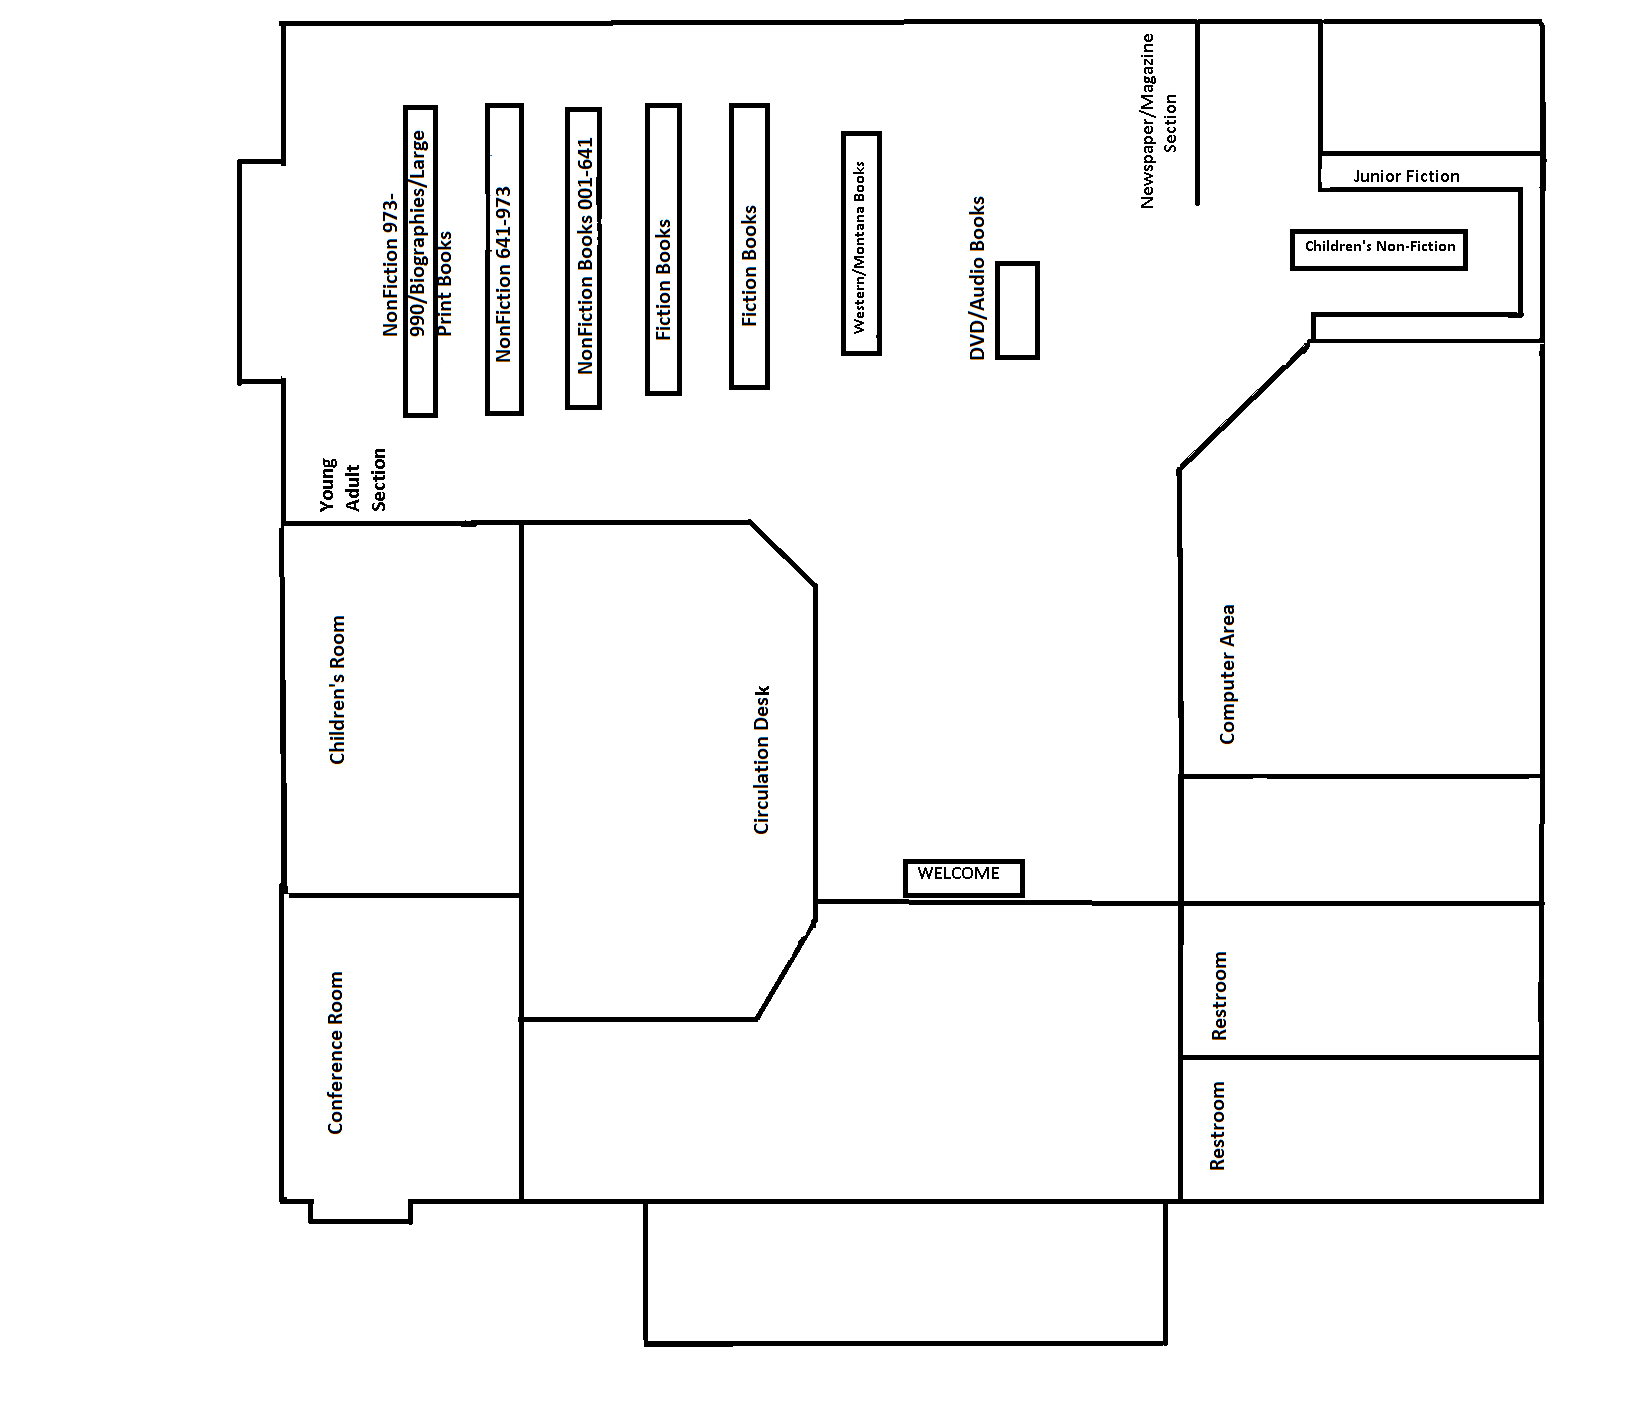 Newspaper/Magazine
Section
Junior Fiction
Children's Non-Fiction
NonFiction 973-
990/Biographies/Large
Print Books
NonFiction 641-973
NonFiction Books 001-641
Fiction Books
Fiction Books
Western/Montana Books
DVD/Audio Books
Young
Adult
Section
Children's Room
Circulation Desk
Computer Area
WELCOME
Conference Room
Restroom
Restroom